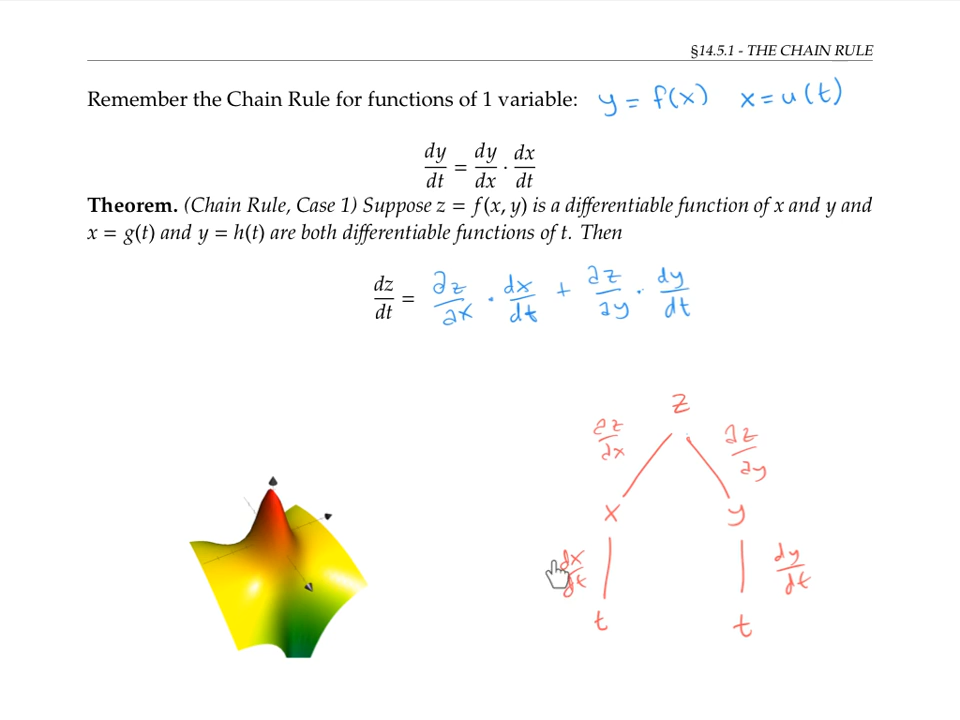 §14.5.1 - THE CHAIN RULE
Remember the Chain Rule for functions of 1 variable: y = f(x) x = u(t)
dy/dt = dy/dx · dx/dt
Theorem. (Chain Rule, Case 1) Suppose z = f(x, y) is a differentiable function of x and y and
x = g(t) and y = h(t) are both differentiable functions of t. Then
dz/dt = ∂z/∂x · dx/dt + ∂z/∂y · dy/dt
z
∂z/∂x ∂z/∂y
x y
dx/dt dy/dt
t t